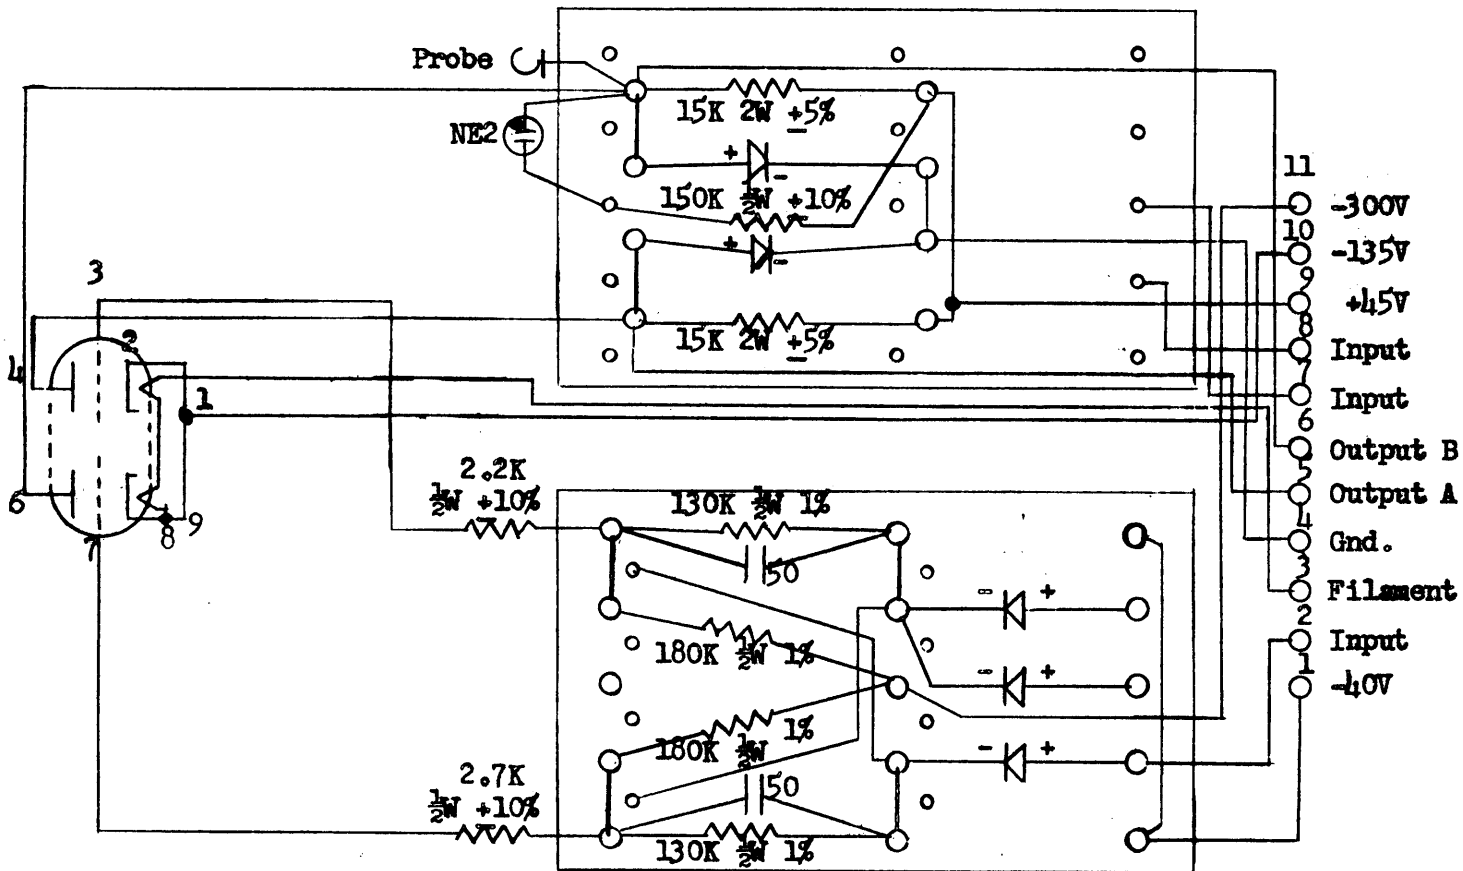 Probe
15K 2W ±5%
NE2
+
-
150K ½W ±10%
+
-
15K 2W ±5%
11
-300V
10
-135V
9
+45V
8
Input
7
Input
6
Output B
5
Output A
4
Gnd.
3
Filament
2
Input
1
-40V
3
2
4
1
6
8
9
7
2.2K
½W ±10%
130K ½W 1%
50
- +
180K ½W 1%
- +
180K ½W 1%
- +
2.7K
½W ±10%
50
130K ½W 1%